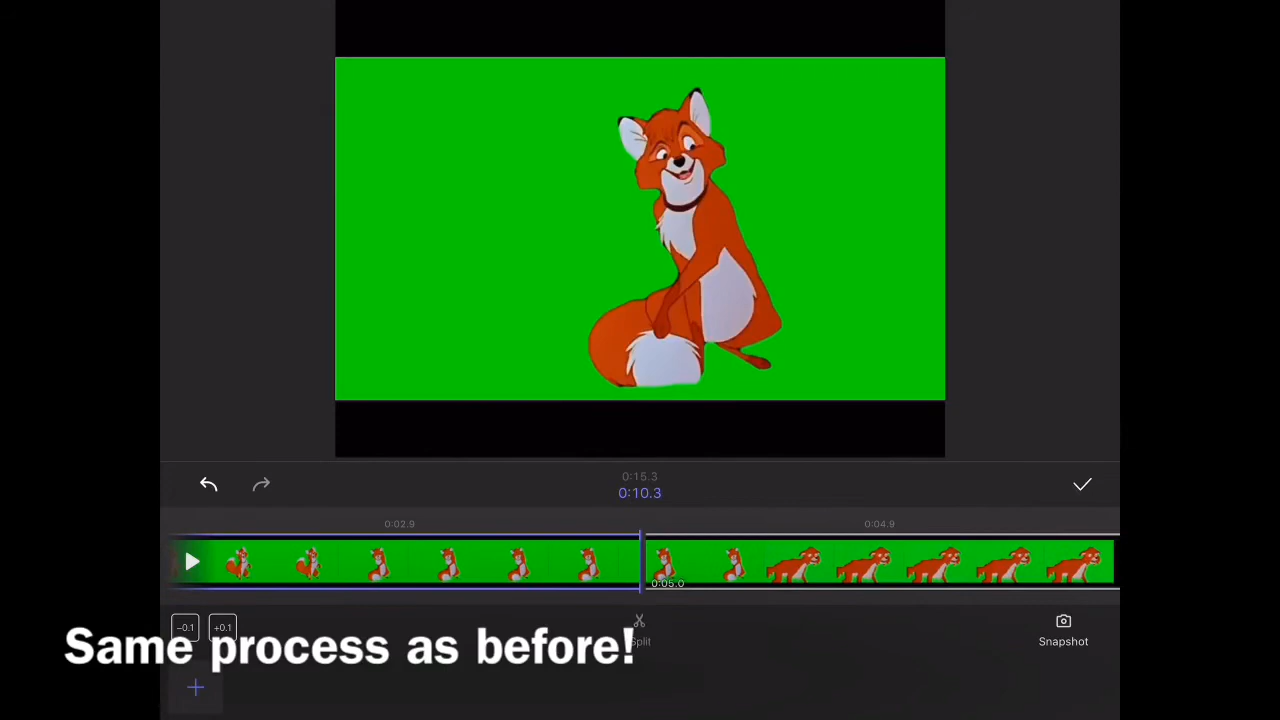 0:15.3
0:10.3
0:02.9
0:04.9
0:05.0
-0.1
+0.1
Split
Snapshot
Same process as before!